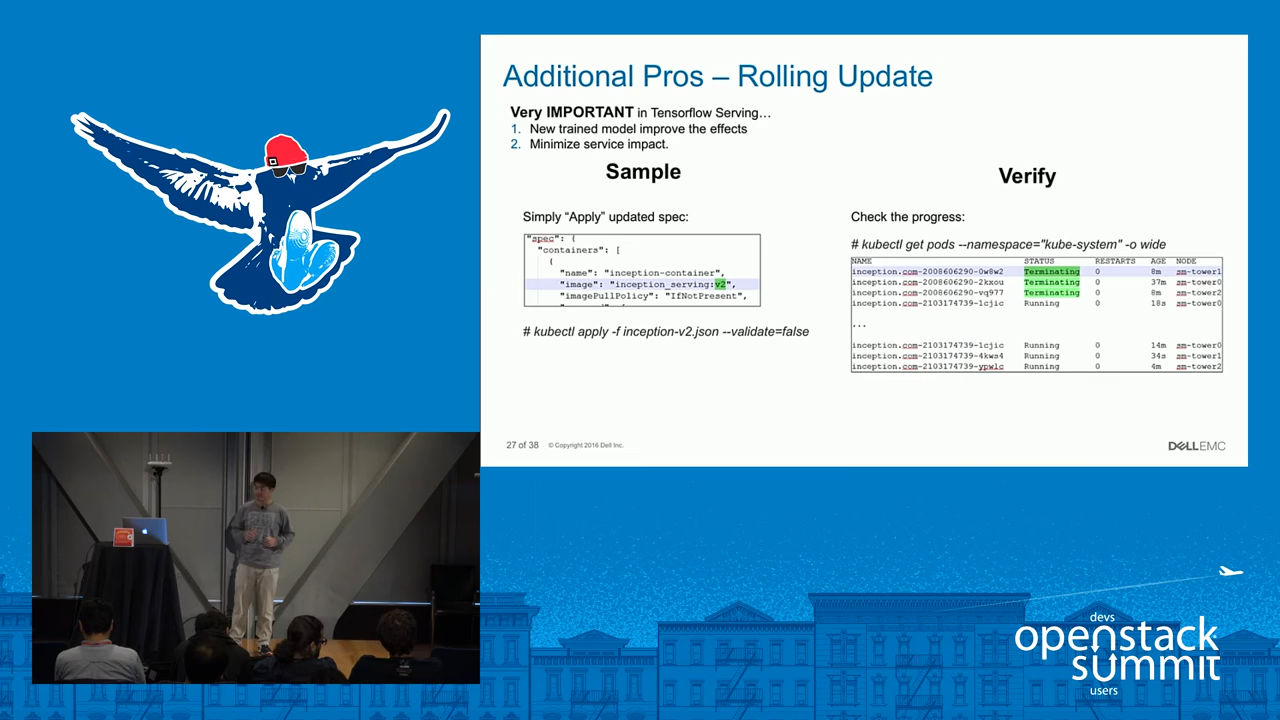 Additional Pros – Rolling Update
Very IMPORTANT in Tensorflow Serving…
1. New trained model improve the effects
2. Minimize service impact.
Sample
Simply “Apply” updated spec:
"spec": {
"containers": [
{
"name": "inception-container",
"image": "inception_serving:v2",
"imagePullPolicy": "IfNotPresent",
# kubectl apply -f inception-v2.json --validate=false
Verify
Check the progress:
# kubectl get pods --namespace="kube-system" -o wide
NAME STATUS RESTARTS AGE NODE
inception.com-2008606290-0w8w2 Terminating 0 8m sm-tower1
inception.com-2008606290-2kxou Terminating 0 37m sm-tower0
inception.com-2008606290-vq977 Terminating 0 8m sm-tower2
inception.com-2103174739-1cjic Running 0 18s sm-tower0
...
inception.com-2103174739-1cjic Running 0 14m sm-tower0
inception.com-2103174739-4kws4 Running 0 34s sm-tower1
inception.com-2103174739-ypwlc Running 0 4m sm-tower2
27 of 38 © Copyright 2016 Dell Inc.
DELLEMC
devs
openstack
summit
users